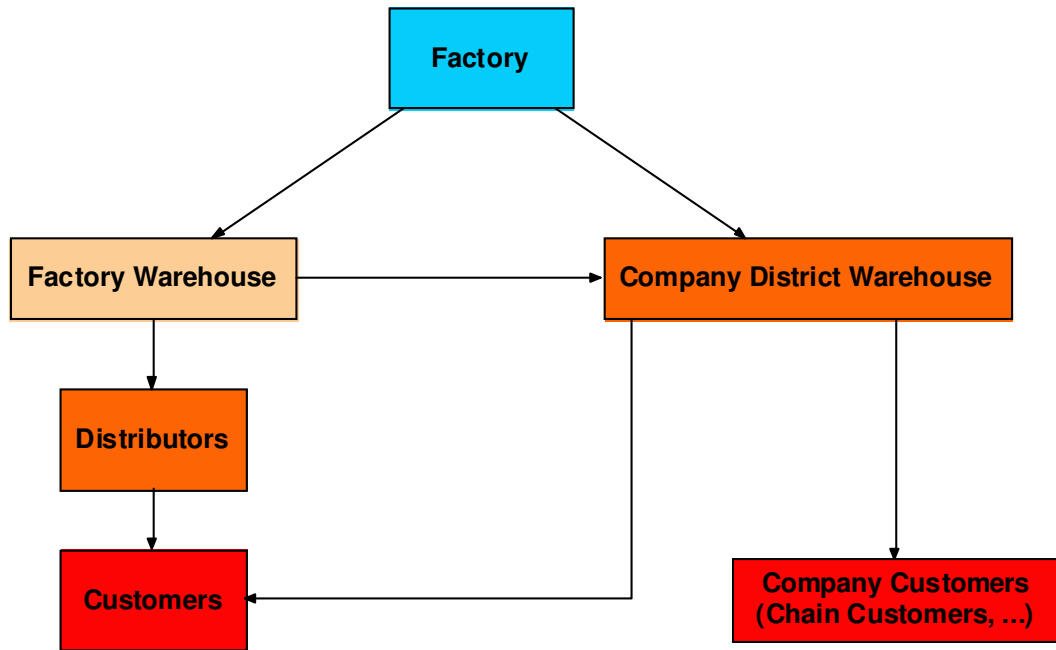 Factory
Factory Warehouse
Company District Warehouse
Distributors
Customers
Company Customers
(Chain Customers, ...)